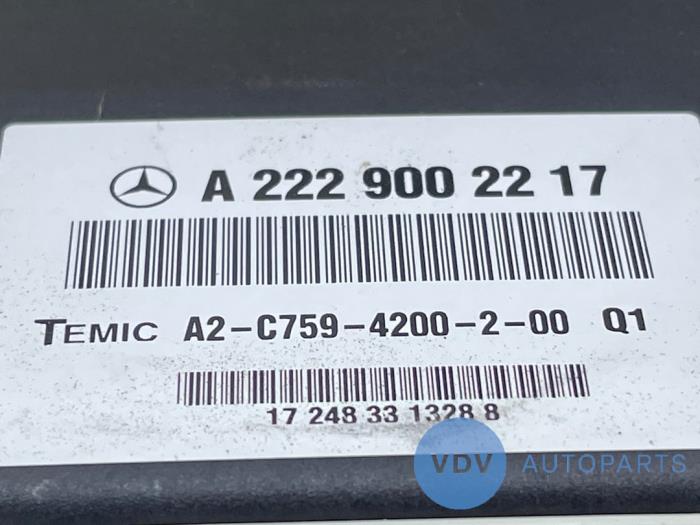 A 222 900 22 17
TEMIC A2-C759-4200-2-00 Q1
17 248 33 1328 8
VDV AUTOPARTS